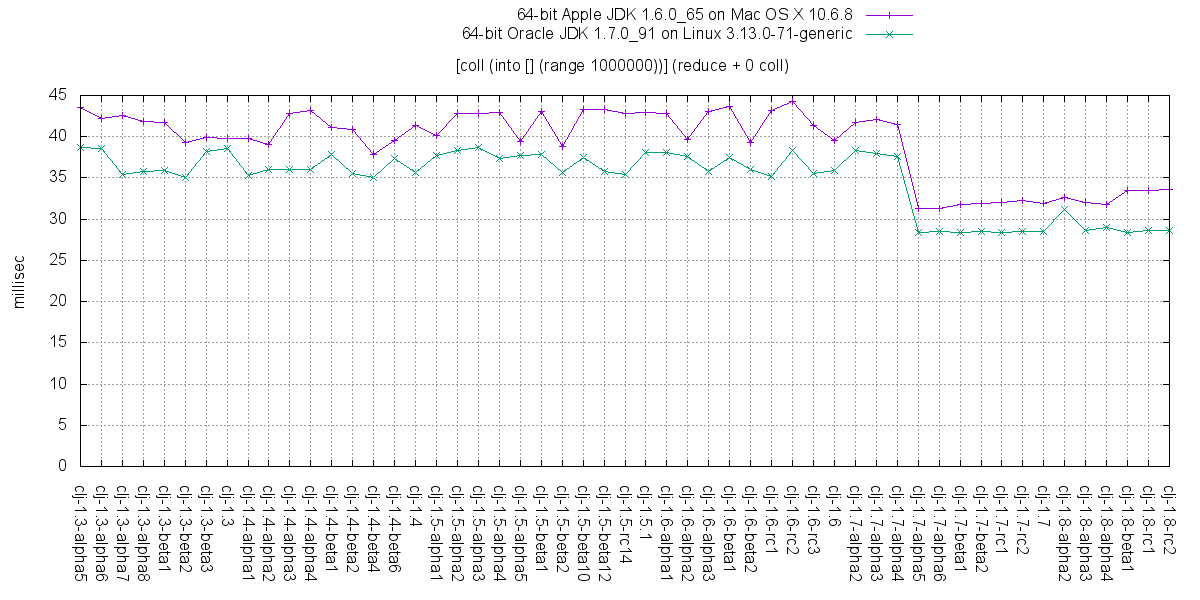 64-bit Apple JDK 1.6.0_65 on Mac OS X 10.6.8
64-bit Oracle JDK 1.7.0_91 on Linux 3.13.0-71-generic
[coll (into [] (range 1000000))] (reduce + 0 coll)
45
40
35
30
25
20
15
10
5
0
millisec
clj-1.3-alpha5
clj-1.3-alpha6
clj-1.3-alpha7
clj-1.3-alpha8
clj-1.3-beta1
clj-1.3-beta2
clj-1.3-beta3
clj-1.3
clj-1.4-alpha1
clj-1.4-alpha2
clj-1.4-alpha3
clj-1.4-alpha4
clj-1.4-beta1
clj-1.4-beta2
clj-1.4-beta4
clj-1.4-beta6
clj-1.4
clj-1.5-alpha1
clj-1.5-alpha2
clj-1.5-alpha3
clj-1.5-alpha4
clj-1.5-alpha5
clj-1.5-beta1
clj-1.5-beta2
clj-1.5-beta10
clj-1.5-beta12
clj-1.5-rc14
clj-1.5.1
clj-1.6-alpha1
clj-1.6-alpha2
clj-1.6-alpha3
clj-1.6-beta1
clj-1.6-beta2
clj-1.6-rc1
clj-1.6-rc2
clj-1.6-rc3
clj-1.6
clj-1.7-alpha2
clj-1.7-alpha3
clj-1.7-alpha4
clj-1.7-alpha5
clj-1.7-alpha6
clj-1.7-beta1
clj-1.7-beta2
clj-1.7-rc1
clj-1.7-rc2
clj-1.7
clj-1.8-alpha2
clj-1.8-alpha3
clj-1.8-alpha4
clj-1.8-beta1
clj-1.8-rc1
clj-1.8-rc2